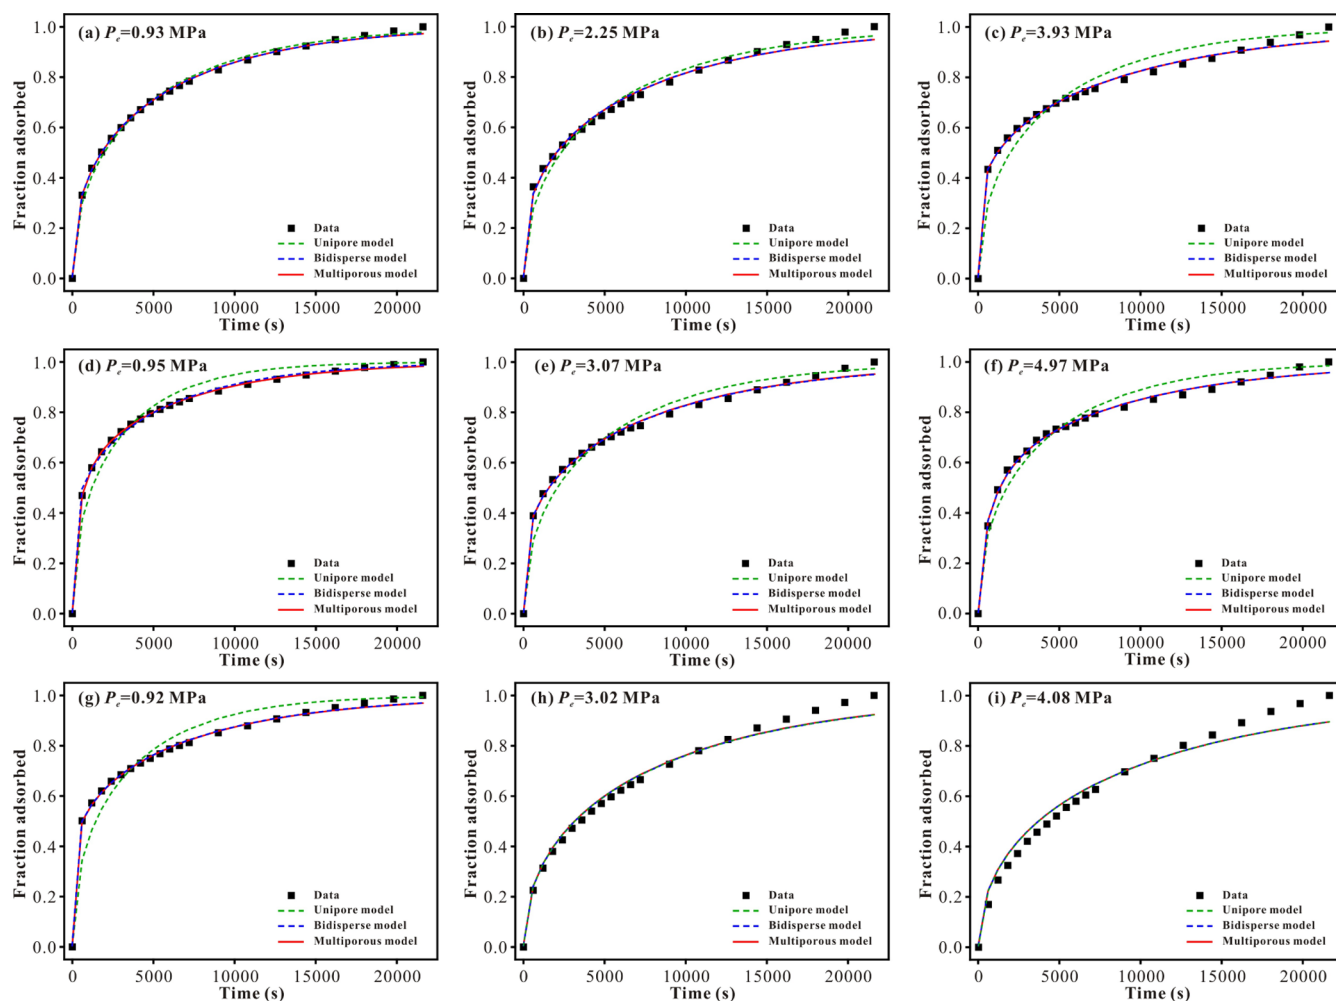 (a) Pe=0.93 MPa
Fraction adsorbed
1.0
0.8
0.6
0.4
0.2
0.0
Data
Unipore model
Bidisperse model
Multiporous model
0 5000 10000 15000 20000
Time (s)
(b) Pe=2.25 MPa
Fraction adsorbed
1.0
0.8
0.6
0.4
0.2
0.0
Data
Unipore model
Bidisperse model
Multiporous model
0 5000 10000 15000 20000
Time (s)
(c) Pe=3.93 MPa
Fraction adsorbed
1.0
0.8
0.6
0.4
0.2
0.0
Data
Unipore model
Bidisperse model
Multiporous model
0 5000 10000 15000 20000
Time (s)
(d) Pe=0.95 MPa
Fraction adsorbed
1.0
0.8
0.6
0.4
0.2
0.0
Data
Unipore model
Bidisperse model
Multiporous model
0 5000 10000 15000 20000
Time (s)
(e) Pe=3.07 MPa
Fraction adsorbed
1.0
0.8
0.6
0.4
0.2
0.0
Data
Unipore model
Bidisperse model
Multiporous model
0 5000 10000 15000 20000
Time (s)
(f) Pe=4.97 MPa
Fraction adsorbed
1.0
0.8
0.6
0.4
0.2
0.0
Data
Unipore model
Bidisperse model
Multiporous model
0 5000 10000 15000 20000
Time (s)
(g) Pe=0.92 MPa
Fraction adsorbed
1.0
0.8
0.6
0.4
0.2
0.0
Data
Unipore model
Bidisperse model
Multiporous model
0 5000 10000 15000 20000
Time (s)
(h) Pe=3.02 MPa
Fraction adsorbed
1.0
0.8
0.6
0.4
0.2
0.0
Data
Unipore model
Bidisperse model
Multiporous model
0 5000 10000 15000 20000
Time (s)
(i) Pe=4.08 MPa
Fraction adsorbed
1.0
0.8
0.6
0.4
0.2
0.0
Data
Unipore model
Bidisperse model
Multiporous model
0 5000 10000 15000 20000
Time (s)